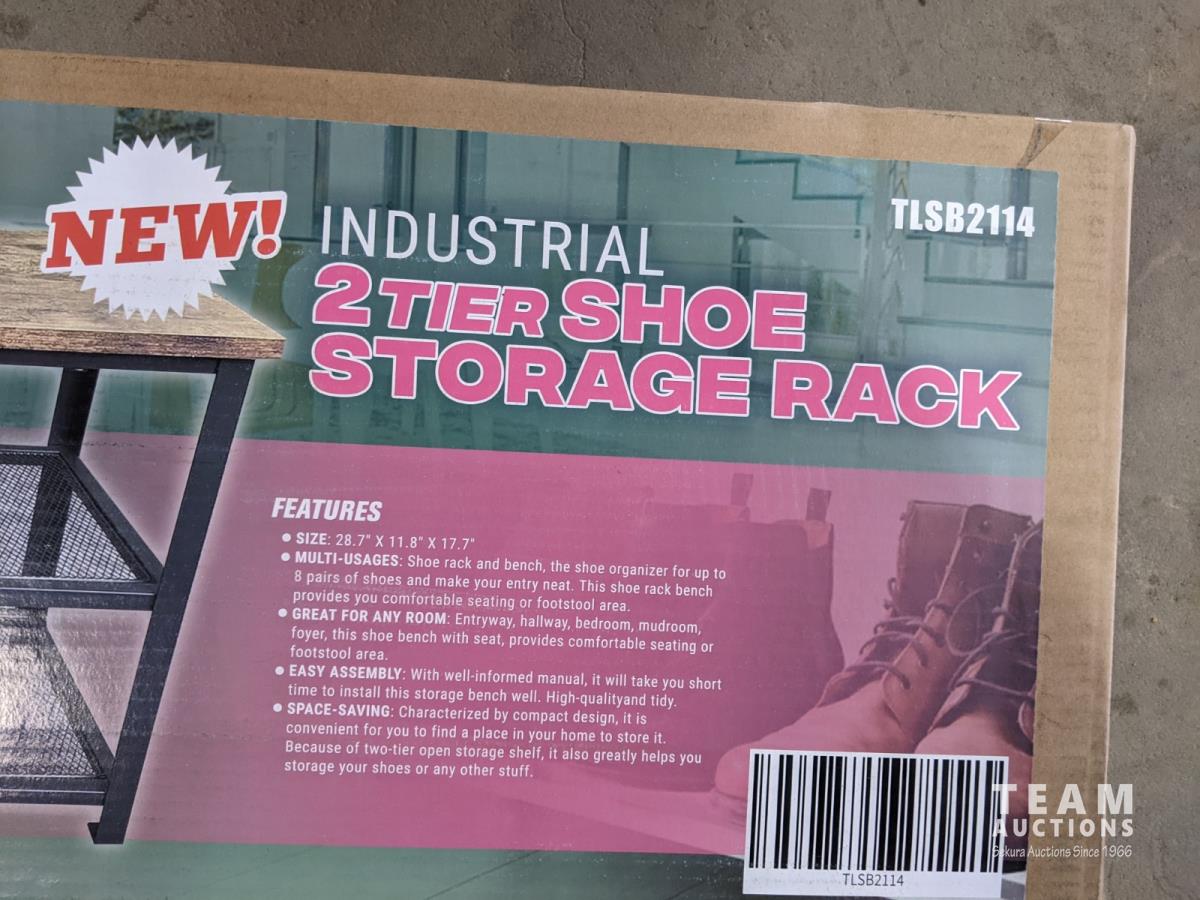 NEW!
INDUSTRIAL
TLSB2114
2 TIER SHOE
STORAGE RACK
FEATURES
● SIZE: 28.7" X 11.8" X 17.7"
● MULTI-USAGES: Shoe rack and bench, the shoe organizer for up to
8 pairs of shoes and make your entry neat. This shoe rack bench
provides you comfortable seating or footstool area.
● GREAT FOR ANY ROOM: Entryway, hallway, bedroom, mudroom,
foyer, this shoe bench with seat, provides comfortable seating or
footstool area.
● EASY ASSEMBLY: With well-informed manual, it will take you short
time to install this storage bench well. High-qualityand tidy.
● SPACE-SAVING: Characterized by compact design, it is
convenient for you to find a place in your home to store it.
Because of two-tier open storage shelf, it also greatly helps you
storage your shoes or any other stuff.
TLSB2114
TEAM
AUCTIONS
Sekura Auctions Since 1966